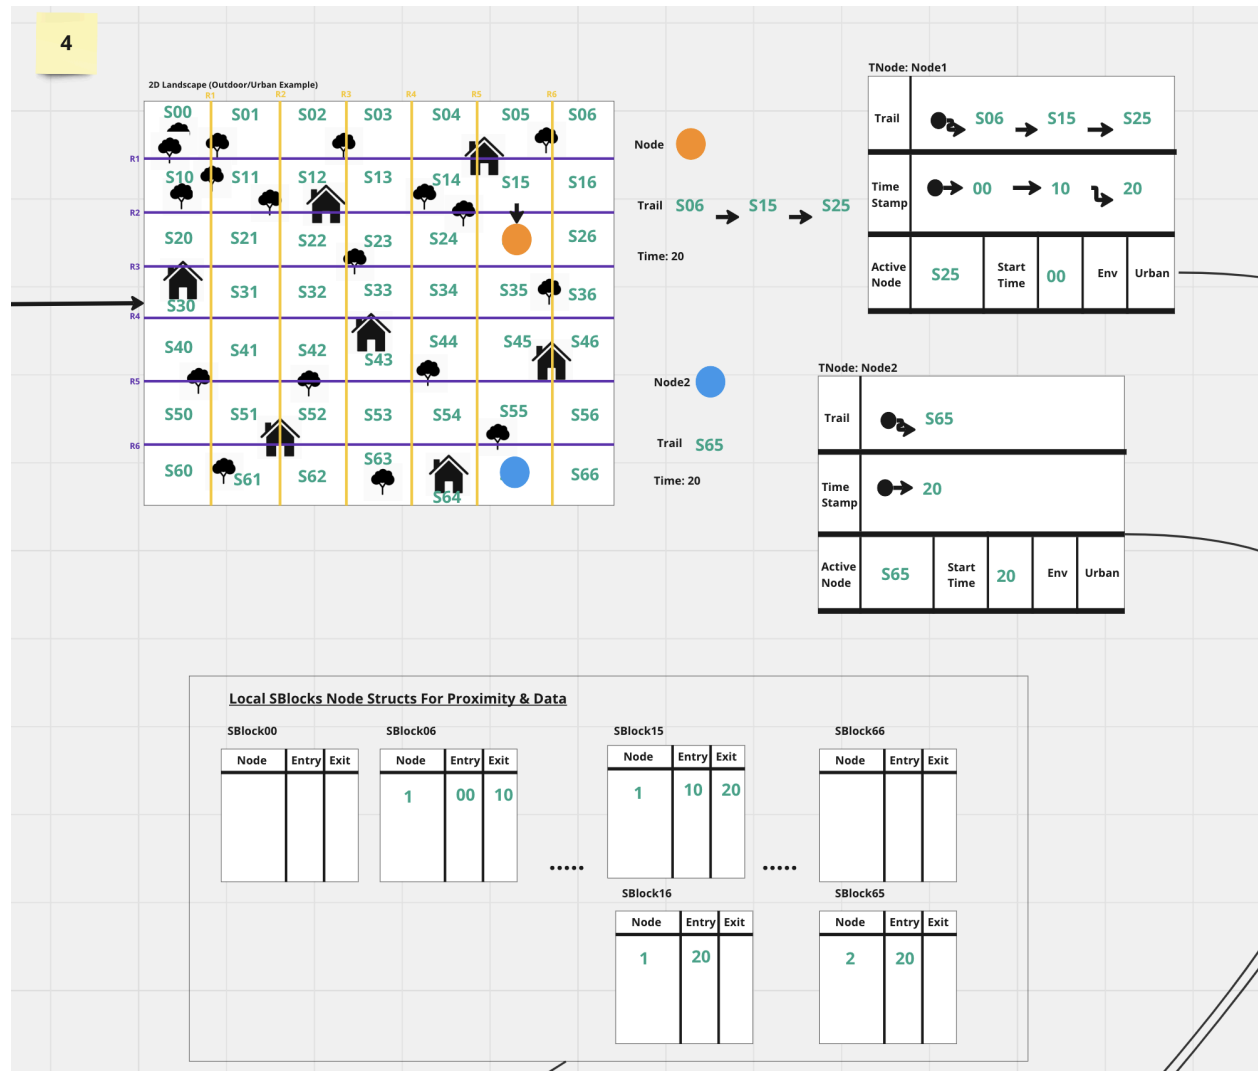 4
2D Landscape (Outdoor/Urban Example)
R1 R2 R3 R4 R5 R6
S00 S01 S02 S03 S04 S05 S06
R1
S10 S11 S12 S13 S14 S15 S16
R2
S20 S21 S22 S23 S24 S26
R3
S30 S31 S32 S33 S34 S35 S36
R4
S40 S41 S42 S43 S44 S45 S46
R5
S50 S51 S52 S53 S54 S55 S56
R6
S60 S61 S62 S63 S64 S66
Node
Trail S06 S15 S25
Time: 20
Node2
Trail S65
Time: 20
TNode: Node1
Trail S06 S15 S25
Time
Stamp
00 10 20
Active
Node
S25
Start
Time
00
Env
Urban
TNode: Node2
Trail S65
Time
Stamp
20
Active
Node
S65
Start
Time
20
Env
Urban
Local SBlocks Node Structs For Proximity & Data
SBlock00
Node Entry Exit
SBlock06
Node Entry Exit
1 00 10
.....
SBlock15
Node Entry Exit
1 10 20
.....
SBlock66
Node Entry Exit
SBlock16
Node Entry Exit
1 20
SBlock65
Node Entry Exit
2 20